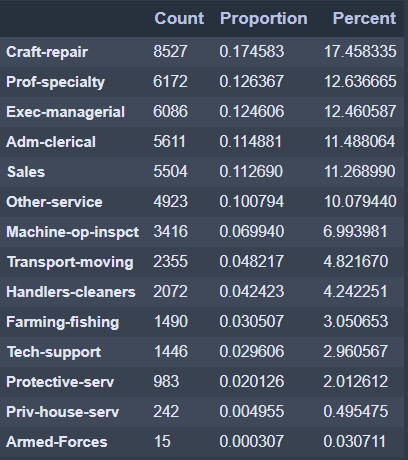 Count Proportion Percent
Craft-repair 8527 0.174583 17.458335
Prof-specialty 6172 0.126367 12.636665
Exec-managerial 6086 0.124606 12.460587
Adm-clerical 5611 0.114881 11.488064
Sales 5504 0.112690 11.268990
Other-service 4923 0.100794 10.079440
Machine-op-inspct 3416 0.069940 6.993981
Transport-moving 2355 0.048217 4.821670
Handlers-cleaners 2072 0.042423 4.242251
Farming-fishing 1490 0.030507 3.050653
Tech-support 1446 0.029606 2.960567
Protective-serv 983 0.020126 2.012612
Priv-house-serv 242 0.004955 0.495475
Armed-Forces 15 0.000307 0.030711